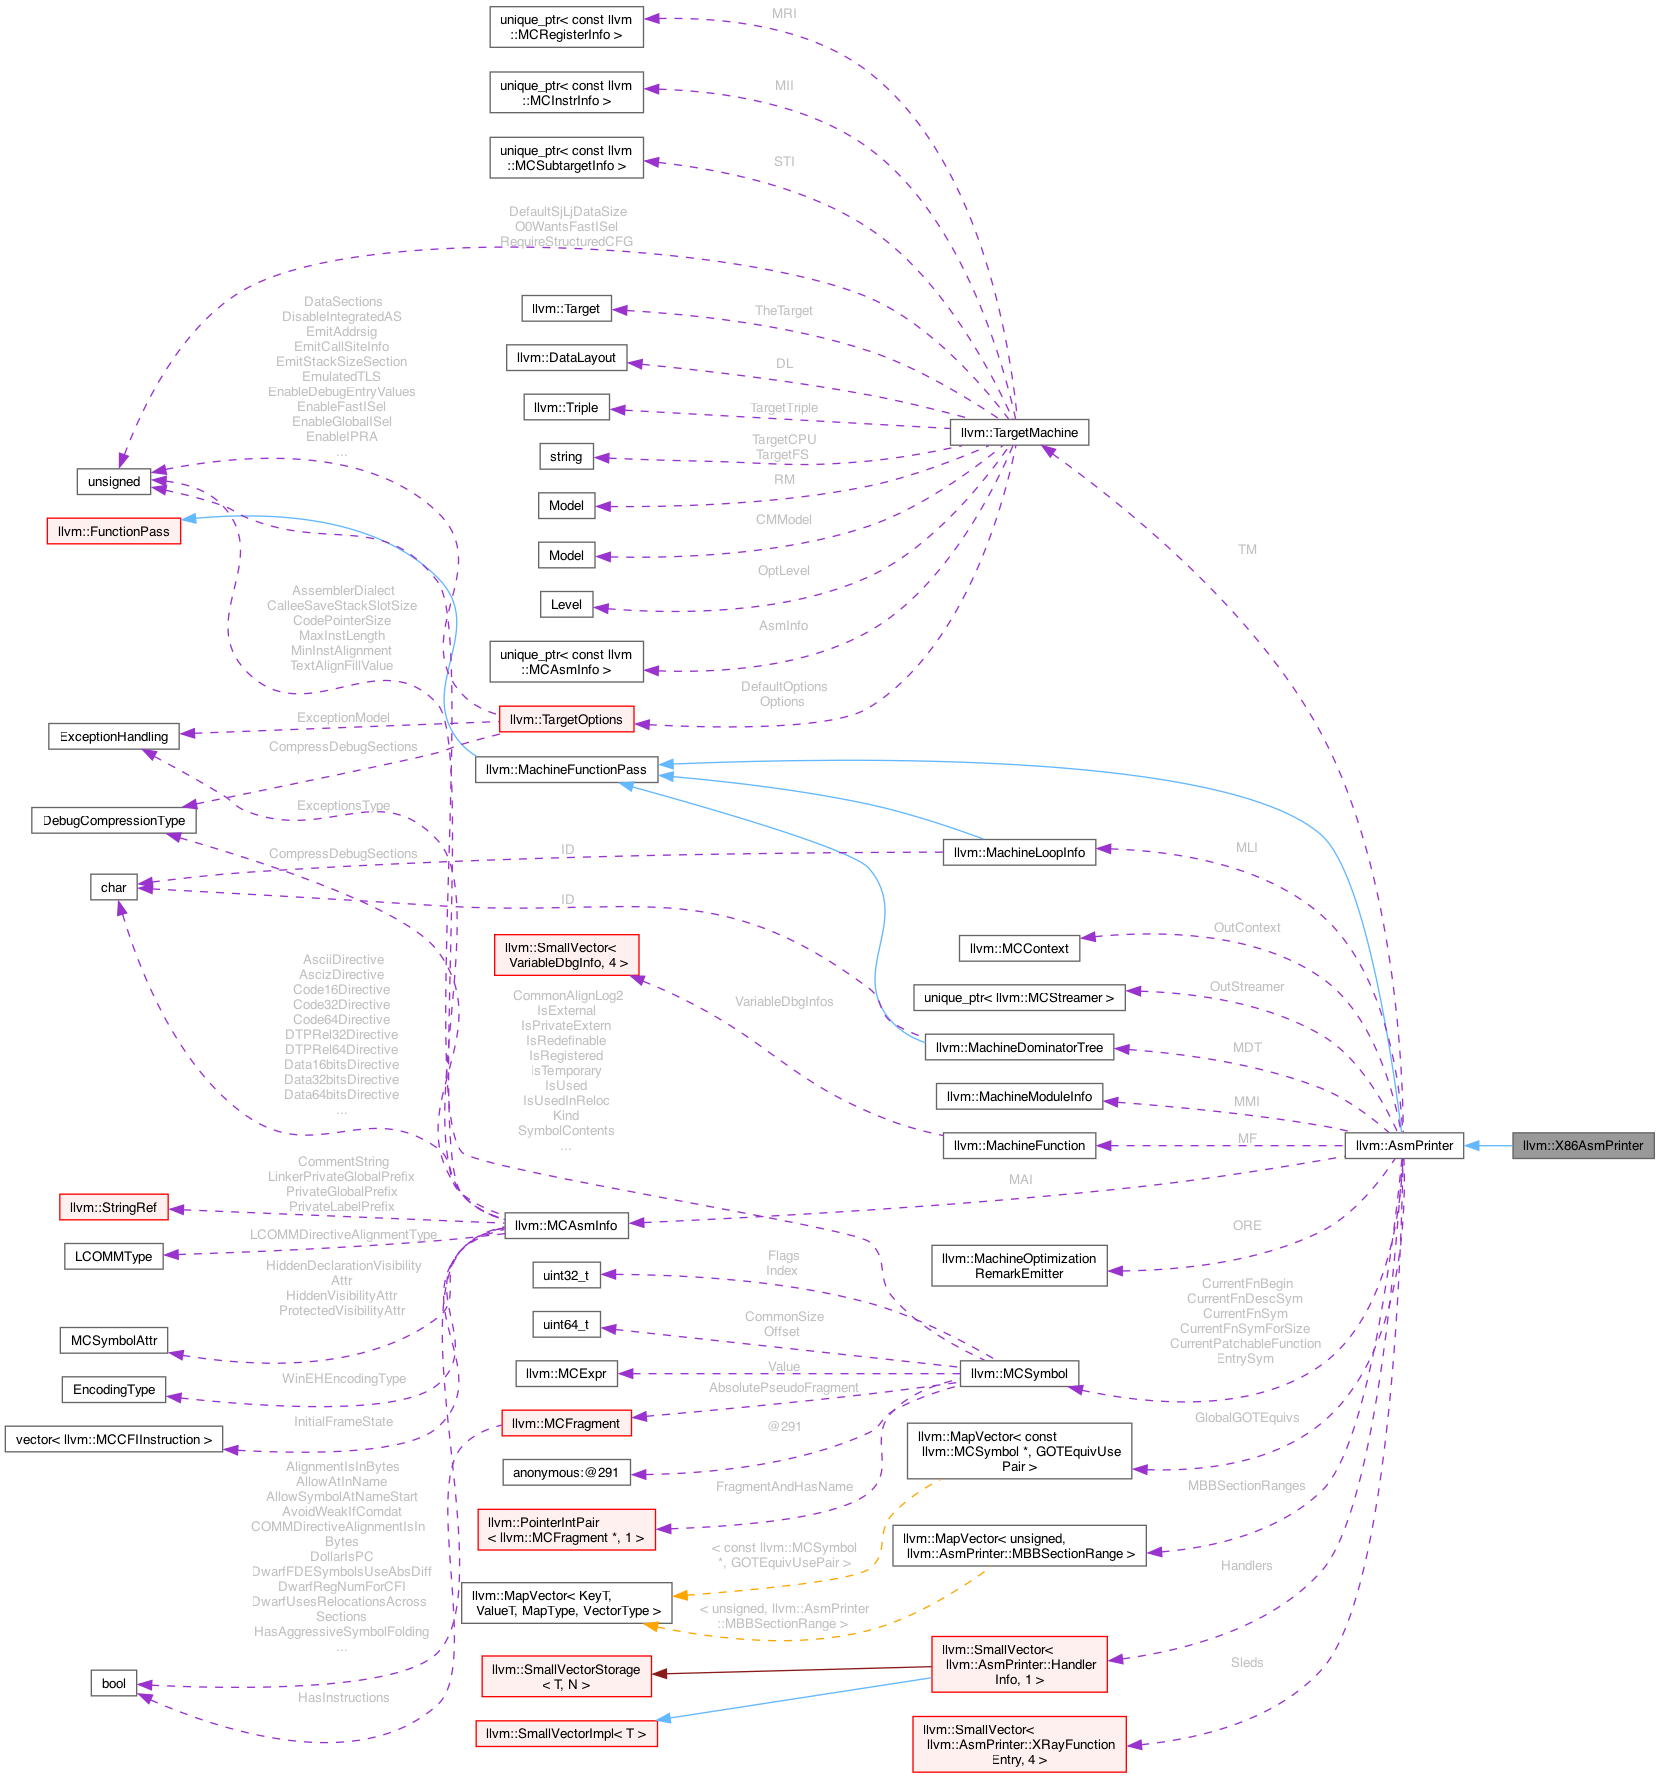 unique_ptr< const llvm
::MCRegisterInfo >
MRI
unique_ptr< const llvm
::MCInstrInfo >
MII
unique_ptr< const llvm
::MCSubtargetInfo >
STI
DefaultSjLjDataSize
O0WantsFastISel
RequireStructuredCFG
DataSections
DisableIntegratedAS
EmitAddrsig
EmitCallSiteInfo
EmitStackSizeSection
EmulatedTLS
EnableDebugEntryValues
EnableFastISel
EnableGlobalISel
EnableIPRA
...
llvm::Target
TheTarget
llvm::DataLayout
DL
llvm::Triple
TargetTriple
llvm::TargetMachine
string
TargetCPU
TargetFS
unsigned
Model
RM
llvm::FunctionPass
Model
CMModel
TM
Level
OptLevel
AssemblerDialect
CalleeSaveStackSlotSize
CodePointerSize
MaxInstLength
MinInstAlignment
TextAlignFillValue
unique_ptr< const llvm
::MCAsmInfo >
AsmInfo
DefaultOptions
Options
llvm::TargetOptions
ExceptionModel
ExceptionHandling
CompressDebugSections
llvm::MachineFunctionPass
ExceptionsType
DebugCompressionType
CompressDebugSections
ID
llvm::MachineLoopInfo
MLI
char
ID
llvm::SmallVector<
VariableDbgInfo, 4 >
llvm::MCContext
OutContext
AsciiDirective
AscizDirective
Code16Directive
Code32Directive
Code64Directive
DTPRel32Directive
DTPRel64Directive
Data16bitsDirective
Data32bitsDirective
Data64bitsDirective
...
CommonAlignLog2
IsExternal
IsPrivateExtern
IsRedefinable
IsRegistered
IsTemporary
IsUsed
IsUsedInReloc
Kind
SymbolContents
...
VariableDbgInfos
unique_ptr< llvm::MCStreamer >
OutStreamer
llvm::MachineDominatorTree
MDT
llvm::MachineModuleInfo
MMI
llvm::MachineFunction
MF
llvm::AsmPrinter
llvm::X86AsmPrinter
CommentString
LinkerPrivateGlobalPrefix
PrivateGlobalPrefix
PrivateLabelPrefix
llvm::StringRef
MAI
llvm::MCAsmInfo
LCOMMDirectiveAlignmentType
LCOMMType
ORE
llvm::MachineOptimization
RemarkEmitter
HiddenDeclarationVisibility
Attr
HiddenVisibilityAttr
ProtectedVisibilityAttr
uint32_t
Flags
Index
MCSymbolAttr
uint64_t
CommonSize
Offset
CurrentFnBegin
CurrentFnDescSym
CurrentFnSym
CurrentFnSymForSize
CurrentPatchableFunction
EntrySym
llvm::MCExpr
Value
llvm::MCSymbol
WinEHEncodingType
EncodingType
AbsolutePseudoFragment
llvm::MCFragment
InitialFrameState
vector< llvm::MCCFIInstruction >
@291
anonymous:@291
llvm::MapVector< const
llvm::MCSymbol *, GOTEquivUse
Pair >
GlobalGOTEquivs
AlignmentIsInBytes
AllowAtInName
AllowSymbolAtNameStart
AvoidWeakIfComdat
COMMDirectiveAlignmentIsIn
Bytes
DollarIsPC
DwarfFDESymbolsUseAbsDiff
DwarfRegNumForCFI
DwarfUsesRelocationsAcross
Sections
HasAggressiveSymbolFolding
...
FragmentAndHasName
llvm::PointerIntPair
< llvm::MCFragment *, 1 >
MBBSectionRanges
llvm::MapVector< unsigned,
llvm::AsmPrinter::MBBSectionRange >
< const llvm::MCSymbol
*, GOTEquivUsePair >
Handlers
llvm::MapVector< KeyT,
ValueT, MapType, VectorType >
< unsigned, llvm::AsmPrinter
::MBBSectionRange >
llvm::SmallVector<
llvm::AsmPrinter::Handler
Info, 1 >
Sleds
llvm::SmallVectorStorage
< T, N >
bool
HasInstructions
llvm::SmallVectorImpl< T >
llvm::SmallVector<
llvm::AsmPrinter::XRayFunction
Entry, 4 >